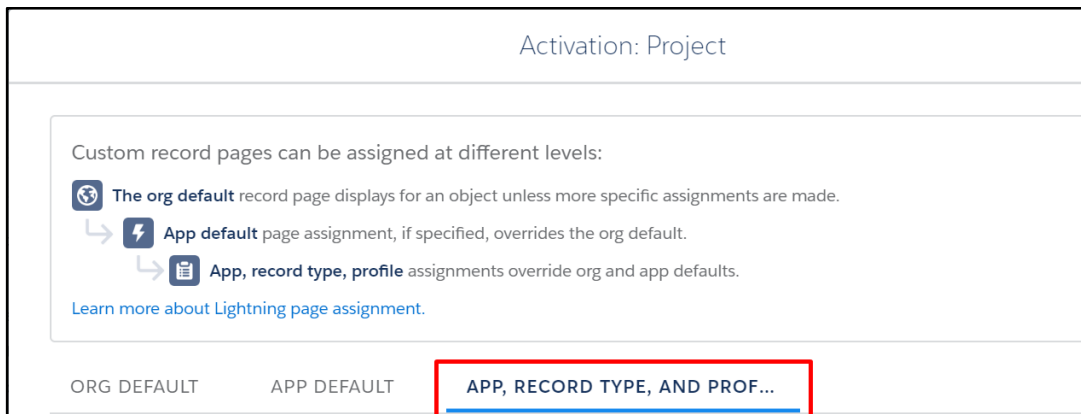 Activation: Project
Custom record pages can be assigned at different levels:
The org default record page displays for an object unless more specific assignments are made.
App default page assignment, if specified, overrides the org default.
App, record type, profile assignments override org and app defaults.
Learn more about Lightning page assignment.
ORG DEFAULT APP DEFAULT APP, RECORD TYPE, AND PROF...